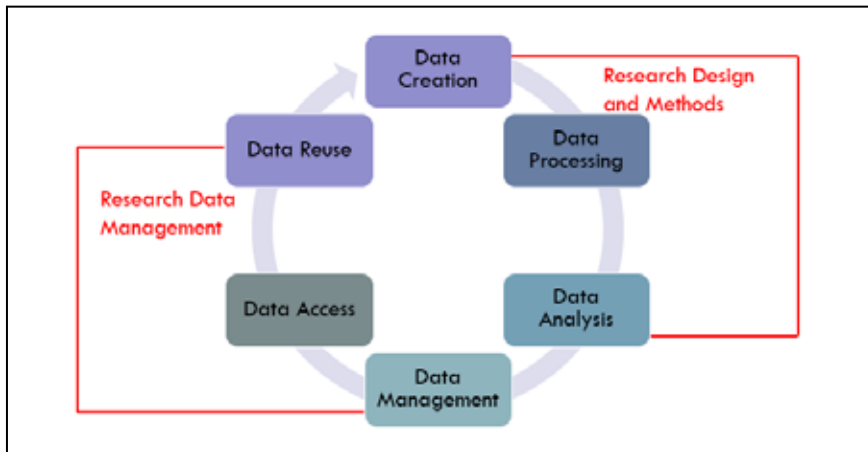 Data
Creation
Research Design
and Methods
Data
Processing
Data Reuse
Research Data
Management
Data Access
Data
Analysis
Data
Management